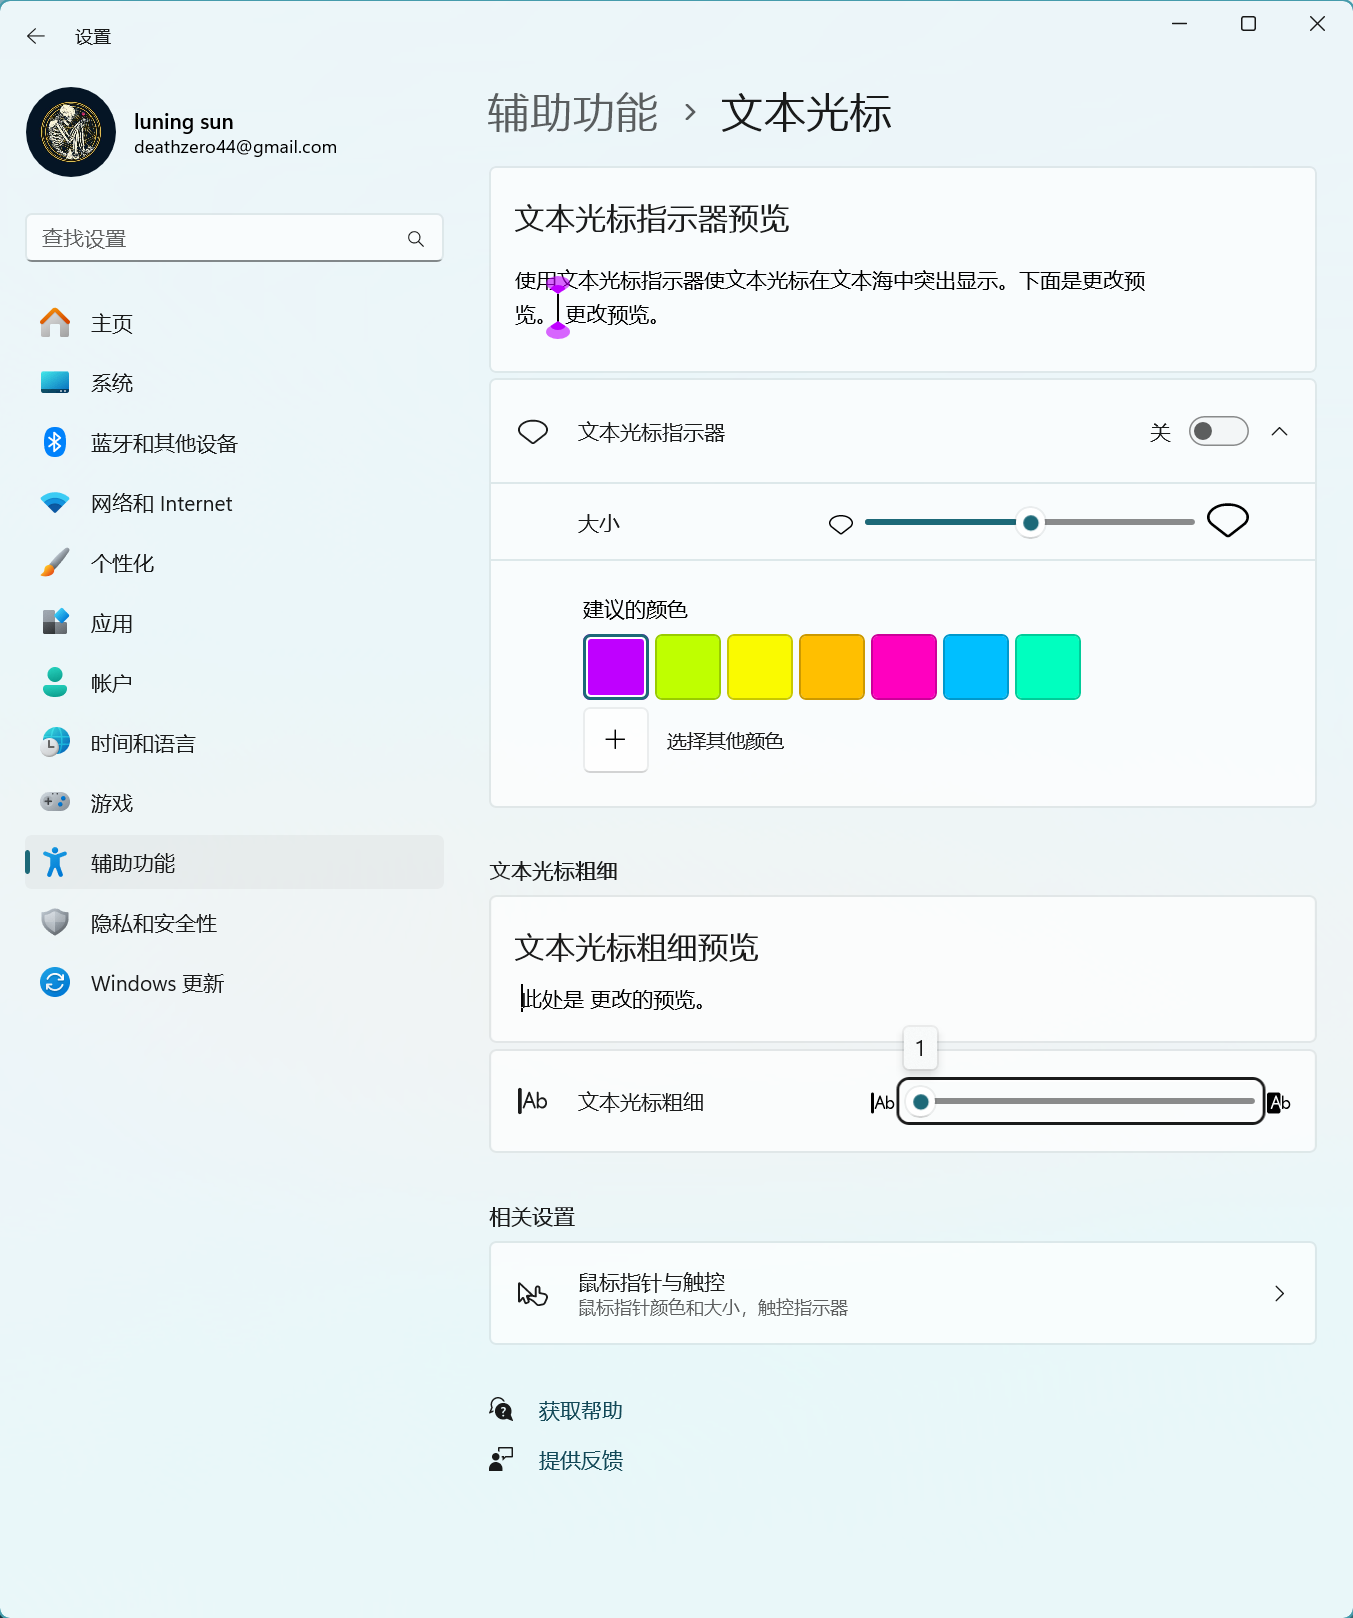 设置
luning sun
deathzero44@gmail.com
查找设置
主页
系统
蓝牙和其他设备
网络和 Internet
个性化
应用
帐户
时间和语言
游戏
辅助功能
隐私和安全性
Windows 更新
辅助功能 › 文本光标
文本光标指示器预览
使用文本光标指示器使文本光标在文本海中突出显示。下面是更改预
览。 更改预览。
文本光标指示器
关
大小
建议的颜色
选择其他颜色
文本光标粗细
文本光标粗细预览
此处是 更改的预览。
1
Ab
文本光标粗细
Ab
Ab
相关设置
鼠标指针与触控
鼠标指针颜色和大小，触控指示器
获取帮助
提供反馈